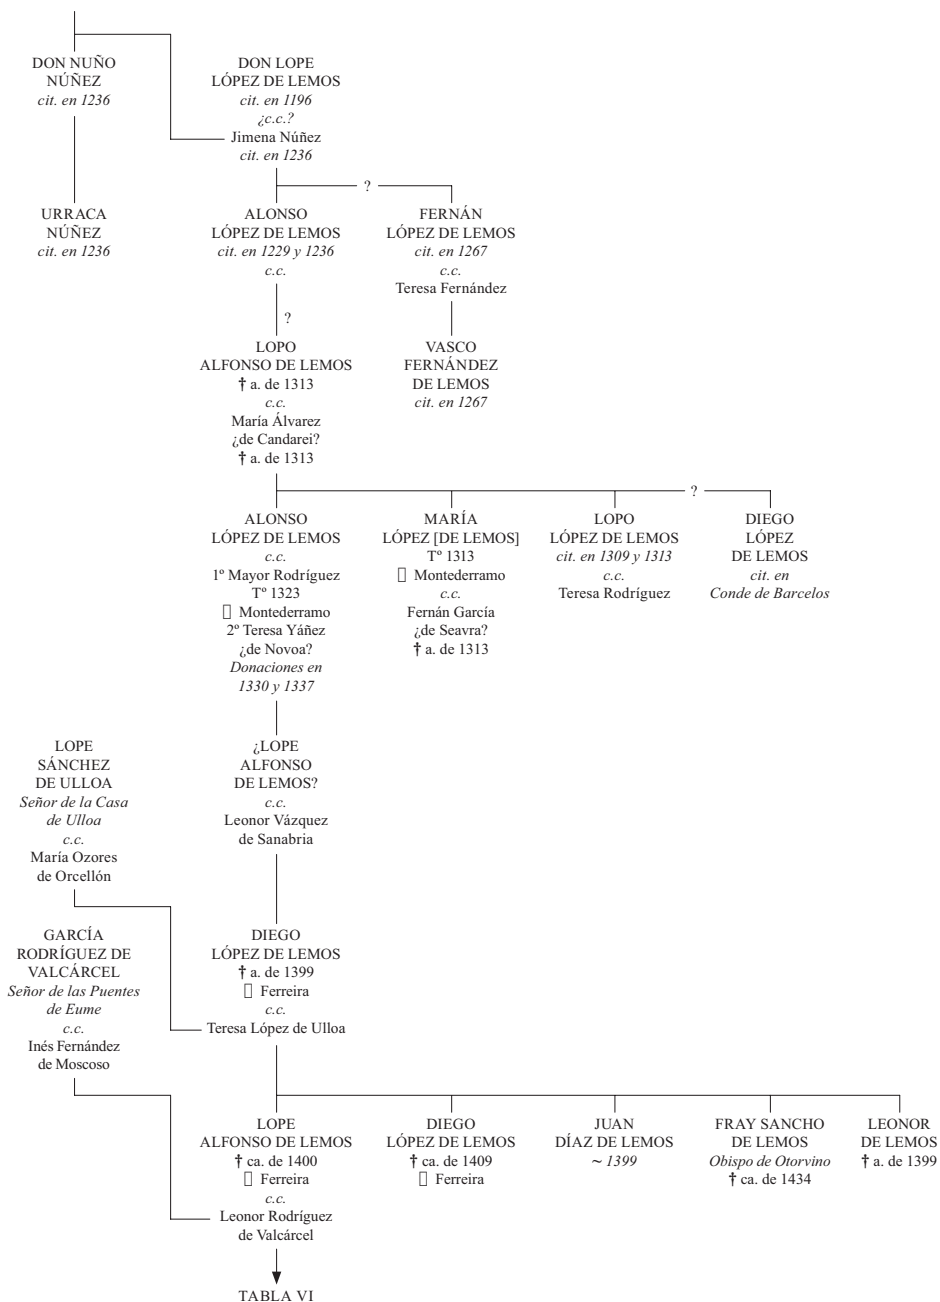 DON NUÑO
NÚÑEZ
cit. en 1236
DON LOPE
LÓPEZ DE LEMOS
cit. en 1196
¿c.c.?
Jimena Núñez
cit. en 1236
?
URRACA
NÚÑEZ
cit. en 1236
ALONSO
LÓPEZ DE LEMOS
cit. en 1229 y 1236
c.c.
FERNÁN
LÓPEZ DE LEMOS
cit. en 1267
c.c.
Teresa Fernández
?
LOPO
ALFONSO DE LEMOS
† a. de 1313
c.c.
María Álvarez
¿de Candarei?
† a. de 1313
VASCO
FERNÁNDEZ
DE LEMOS
cit. en 1267
?
ALONSO
LÓPEZ DE LEMOS
c.c.
1º Mayor Rodríguez
Tº 1323
▯ Montederramo
2º Teresa Yáñez
¿de Novoa?
Donaciones en
1330 y 1337
MARÍA
LÓPEZ [DE LEMOS]
Tº 1313
▯ Montederramo
c.c.
Fernán García
¿de Seavra?
† a. de 1313
LOPO
LÓPEZ DE LEMOS
cit. en 1309 y 1313
c.c.
Teresa Rodríguez
DIEGO
LÓPEZ
DE LEMOS
cit. en
Conde de Barcelos
LOPE
SÁNCHEZ
DE ULLOA
Señor de la Casa
de Ulloa
c.c.
María Ozores
de Orcellón
¿LOPE
ALFONSO
DE LEMOS?
c.c.
Leonor Vázquez
de Sanabria
GARCÍA
RODRÍGUEZ DE
VALCÁRCEL
Señor de las Puentes
de Eume
c.c.
Inés Fernández
de Moscoso
DIEGO
LÓPEZ DE LEMOS
† a. de 1399
▯ Ferreira
c.c.
Teresa López de Ulloa
LOPE
ALFONSO DE LEMOS
† ca. de 1400
▯ Ferreira
c.c.
Leonor Rodríguez
de Valcárcel
DIEGO
LÓPEZ DE LEMOS
† ca. de 1409
▯ Ferreira
JUAN
DÍAZ DE LEMOS
~ 1399
FRAY SANCHO
DE LEMOS
Obispo de Otorvino
† ca. de 1434
LEONOR
DE LEMOS
† a. de 1399
TABLA VI